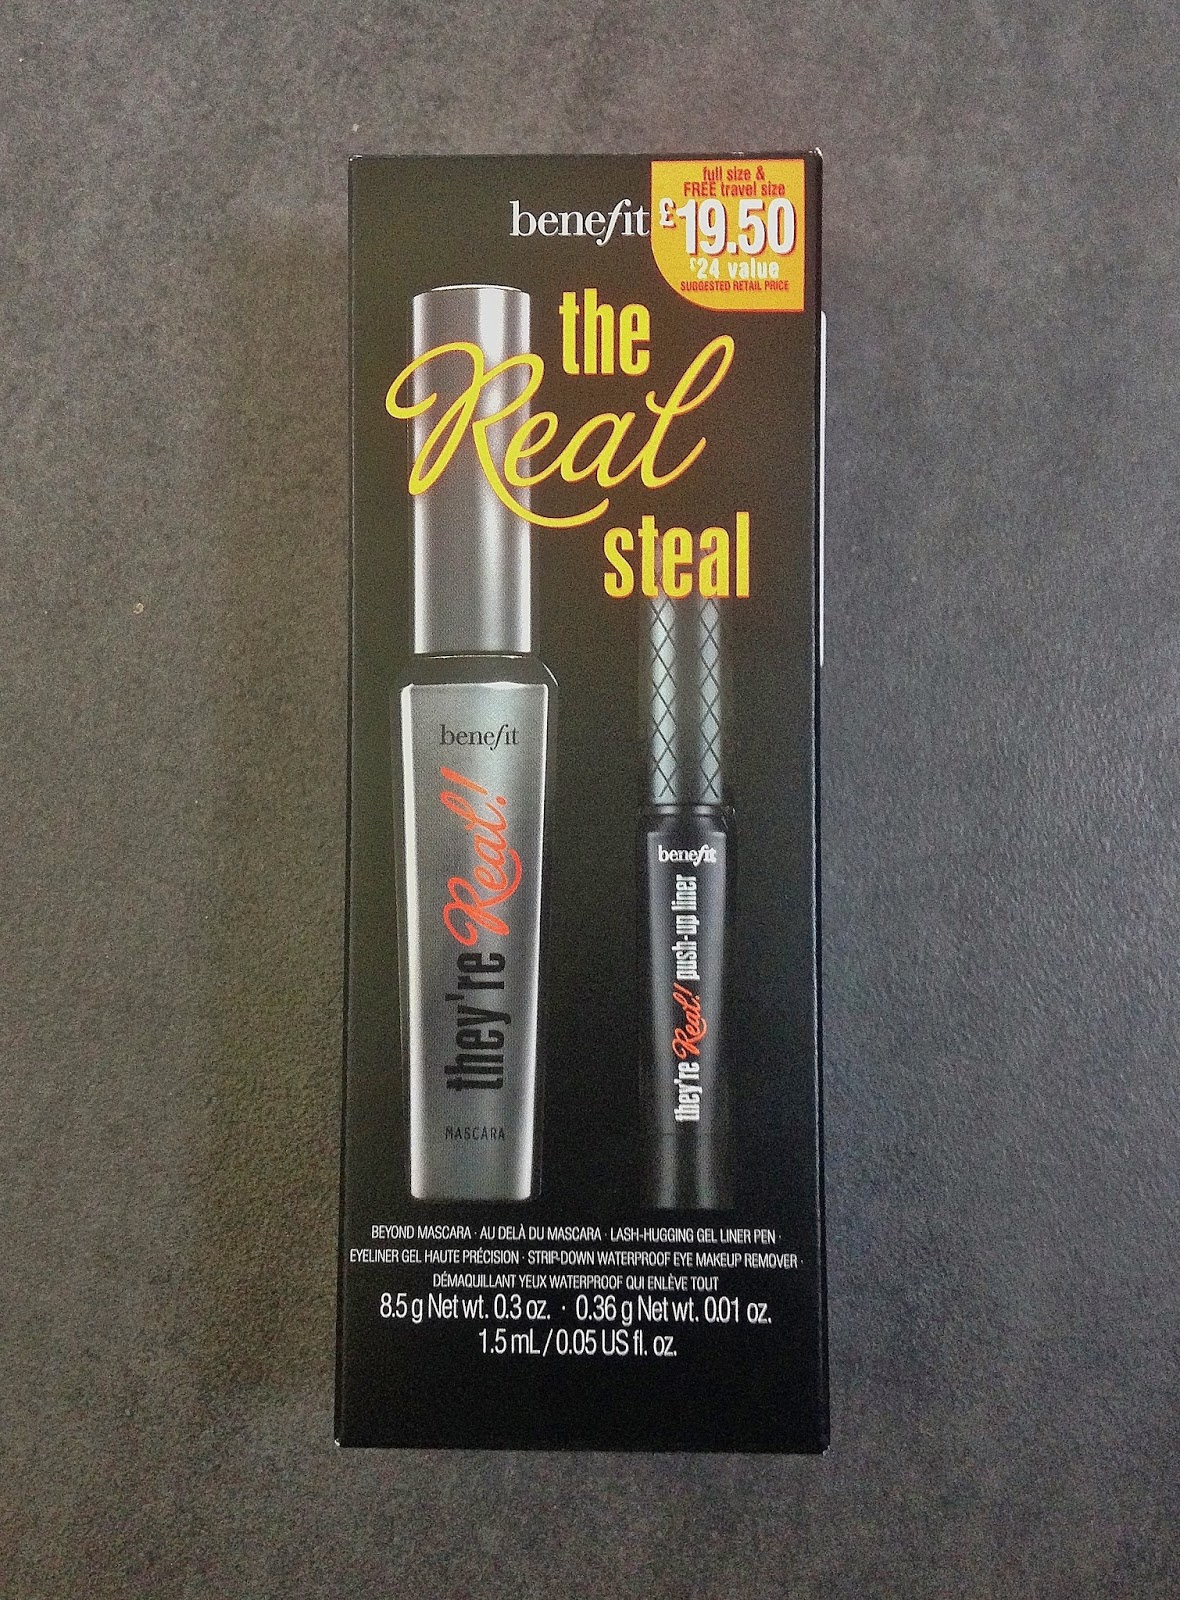 benefit
full size &
FREE travel size
£19.50
£24 value
SUGGESTED RETAIL PRICE
the
Real
steal
benefit
they're Real!
MASCARA
benefit
they're Real! push-up liner
BEYOND MASCARA · AU DELÀ DU MASCARA · LASH-HUGGING GEL LINER PEN ·
EYELINER GEL HAUTE PRÉCISION · STRIP-DOWN WATERPROOF EYE MAKEUP REMOVER ·
DÉMAQUILLANT YEUX WATERPROOF QUI ENLÈVE TOUT
8.5 g Net wt. 0.3 oz. · 0.36 g Net wt. 0.01 oz.
1.5 mL / 0.05 US fl. oz.